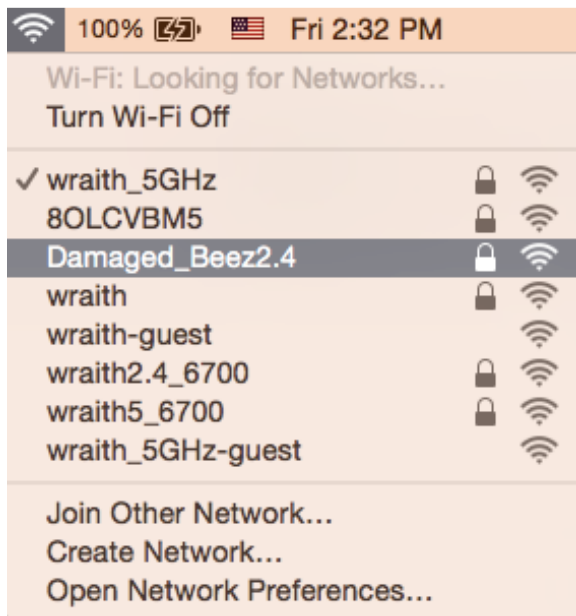 100% Fri 2:32 PM
Wi-Fi: Looking for Networks...
Turn Wi-Fi Off
wraith_5GHz
8OLCVBM5
Damaged_Beez2.4
wraith
wraith-guest
wraith2.4_6700
wraith5_6700
wraith_5GHz-guest
Join Other Network...
Create Network...
Open Network Preferences...